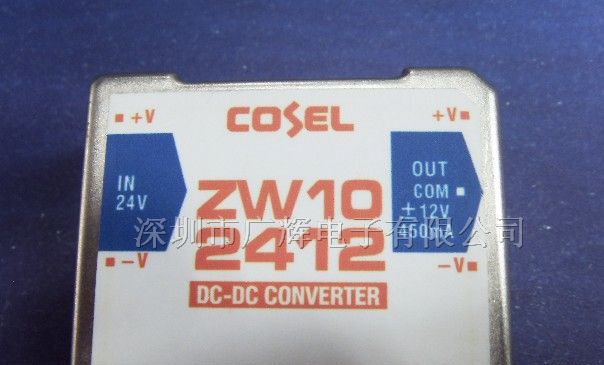 +V COSEL +V
IN
24V
ZW10
2412
OUT
COM
±12V
450mA
深圳市广辉电子有限公司
-V -V
DC-DC CONVERTER